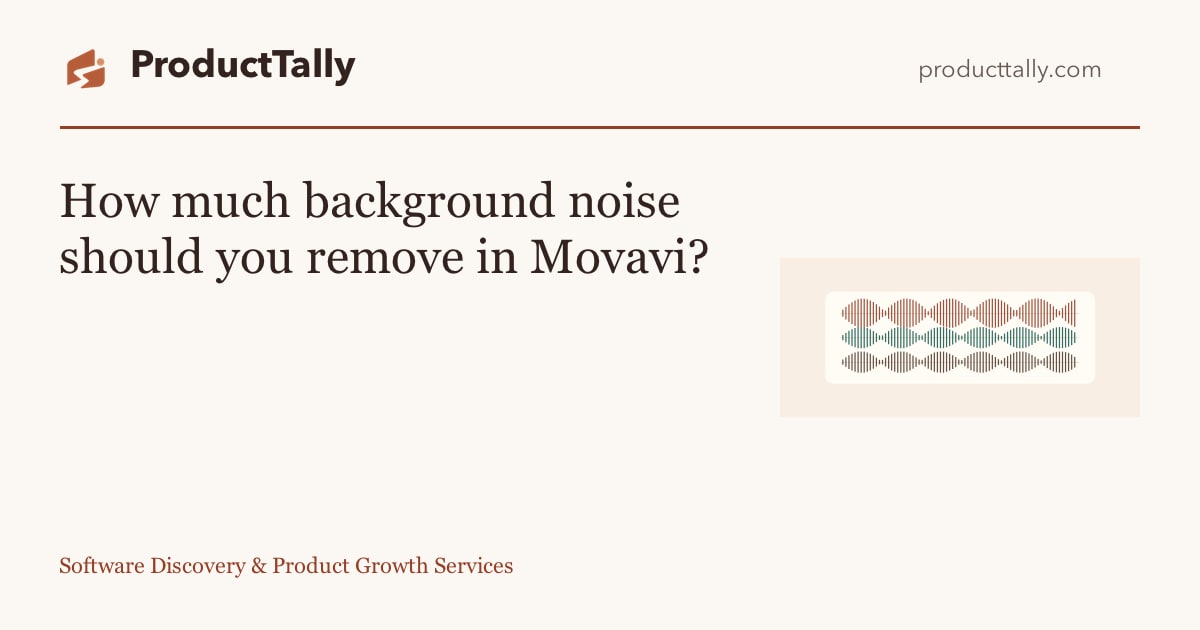 ProductTally
producttally.com
How much background noise
should you remove in Movavi?
Software Discovery & Product Growth Services